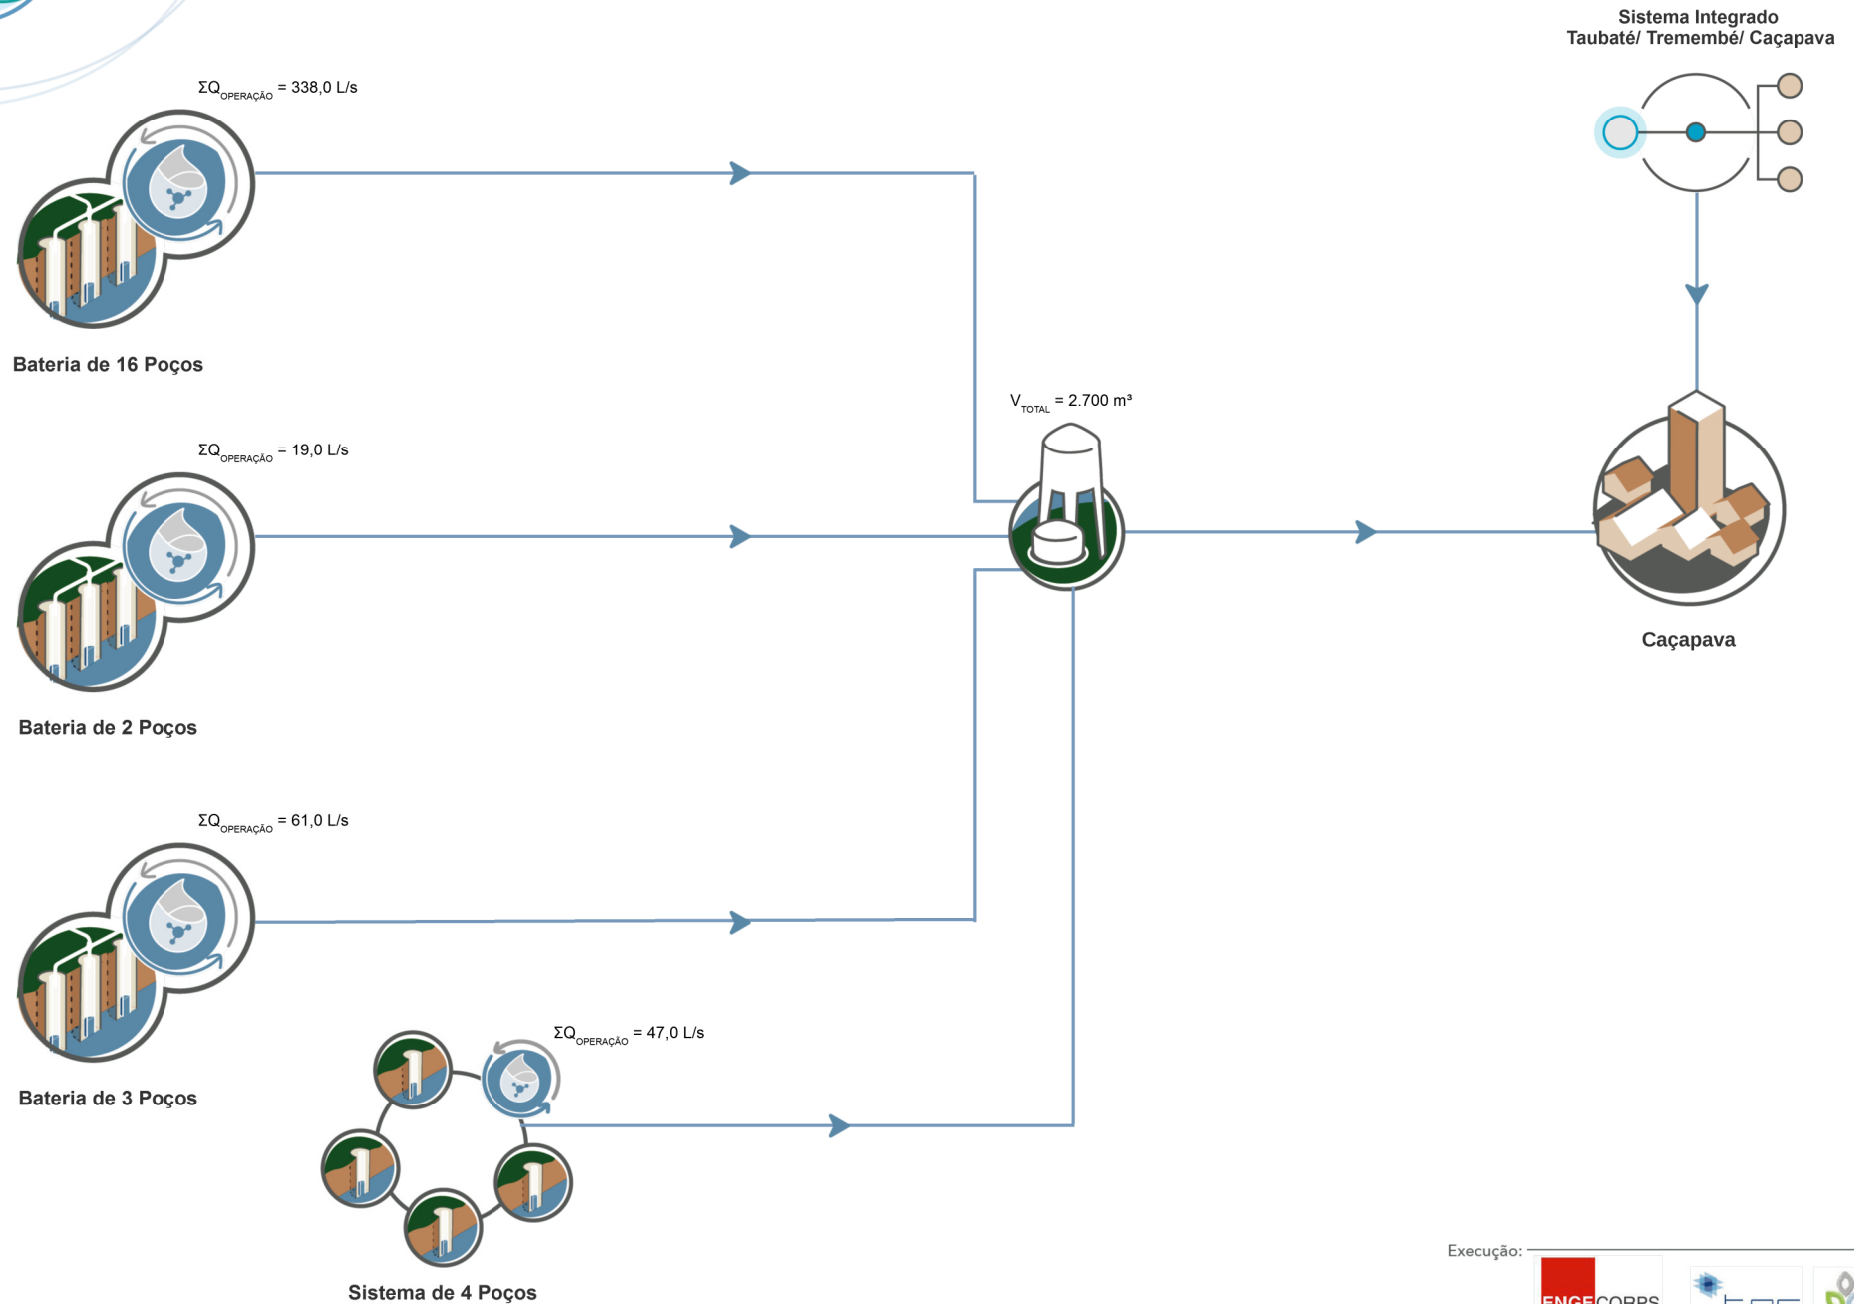 Sistema Integrado
Taubaté/ Tremembé/ Caçapava
ΣQOPERAÇÃO = 338,0 L/s
Bateria de 16 Poços
VTOTAL = 2.700 m³
ΣQOPERAÇÃO = 19,0 L/s
Caçapava
Bateria de 2 Poços
ΣQOPERAÇÃO = 61,0 L/s
ΣQOPERAÇÃO = 47,0 L/s
Bateria de 3 Poços
Sistema de 4 Poços
Execução:
ENGECORPS